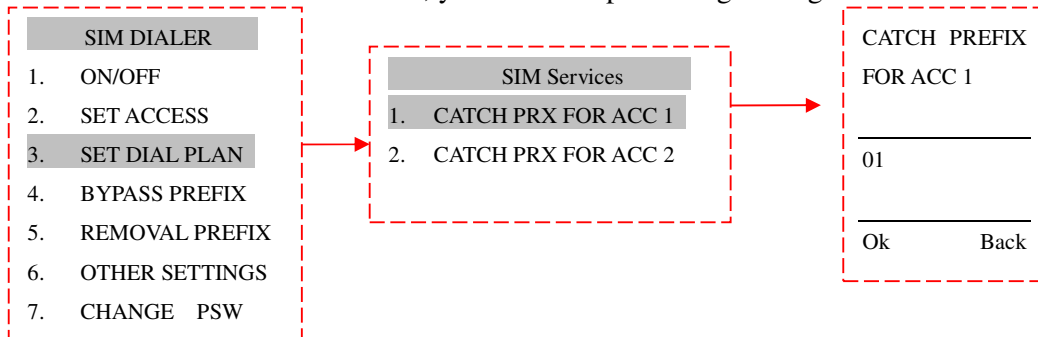 SIM DIALER
1. ON/OFF
2. SET ACCESS
3. SET DIAL PLAN
4. BYPASS PREFIX
5. REMOVAL PREFIX
6. OTHER SETTINGS
7. CHANGE PSW
SIM Services
1. CATCH PRX FOR ACC 1
2. CATCH PRX FOR ACC 2
CATCH PREFIX
FOR ACC 1
01
Ok Back